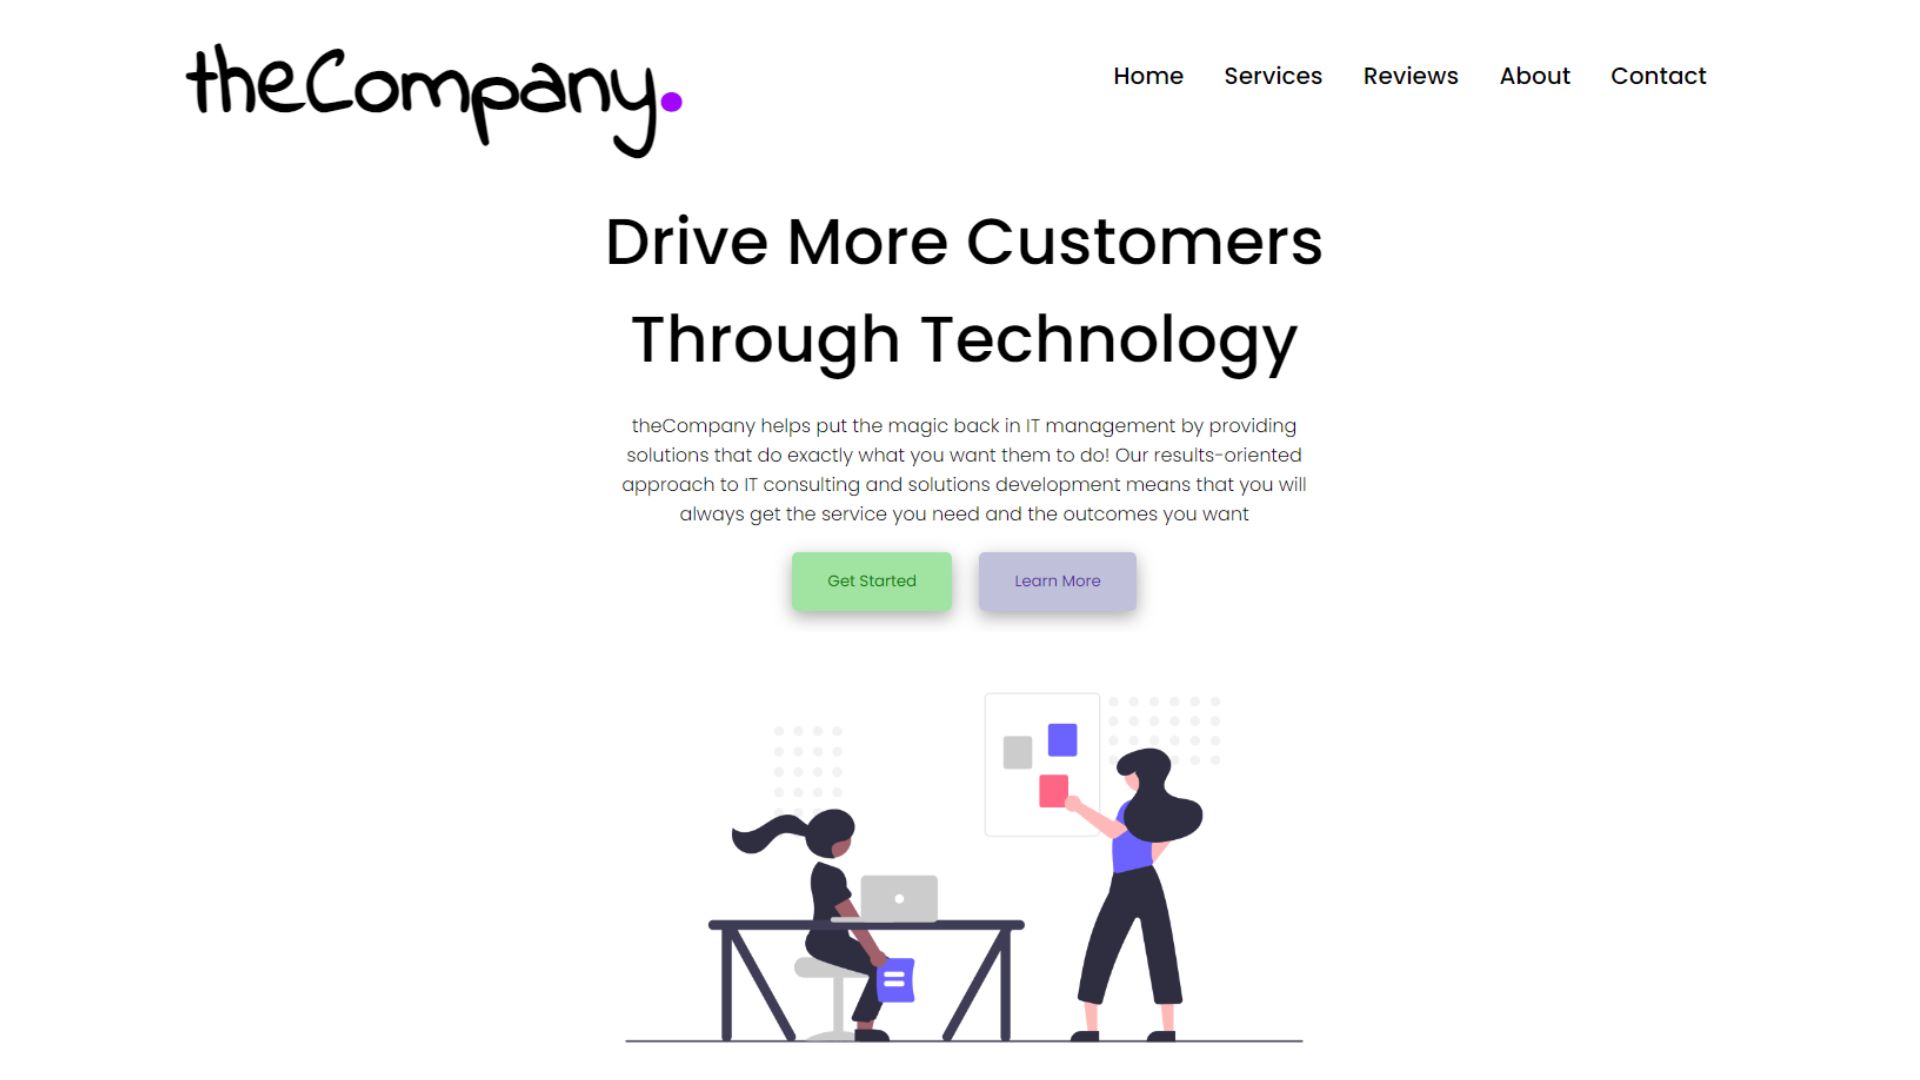 theCompany.
Home Services Reviews About Contact
Drive More Customers
Through Technology
theCompany helps put the magic back in IT management by providing
solutions that do exactly what you want them to do! Our results-oriented
approach to IT consulting and solutions development means that you will
always get the service you need and the outcomes you want
Get Started Learn More